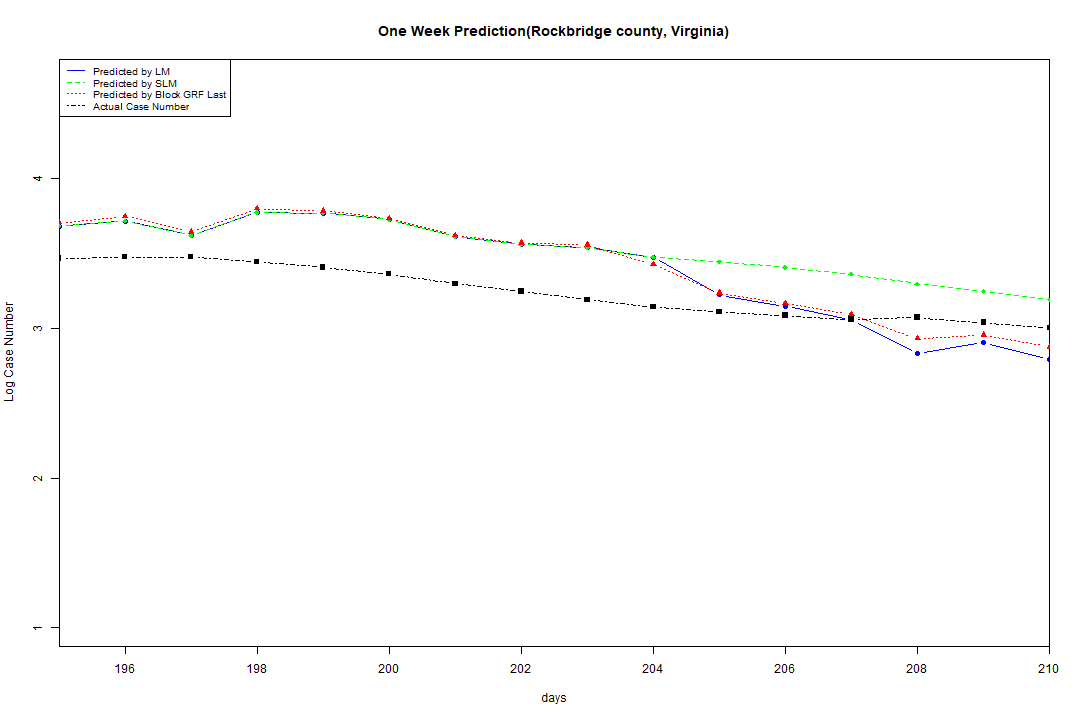 One Week Prediction(Rockbridge county, Virginia)
Predicted by LM
Predicted by SLM
Predicted by Block GRF Last
Actual Case Number
Log Case Number
4
3
2
1
196 198 200 202 204 206 208 210
days